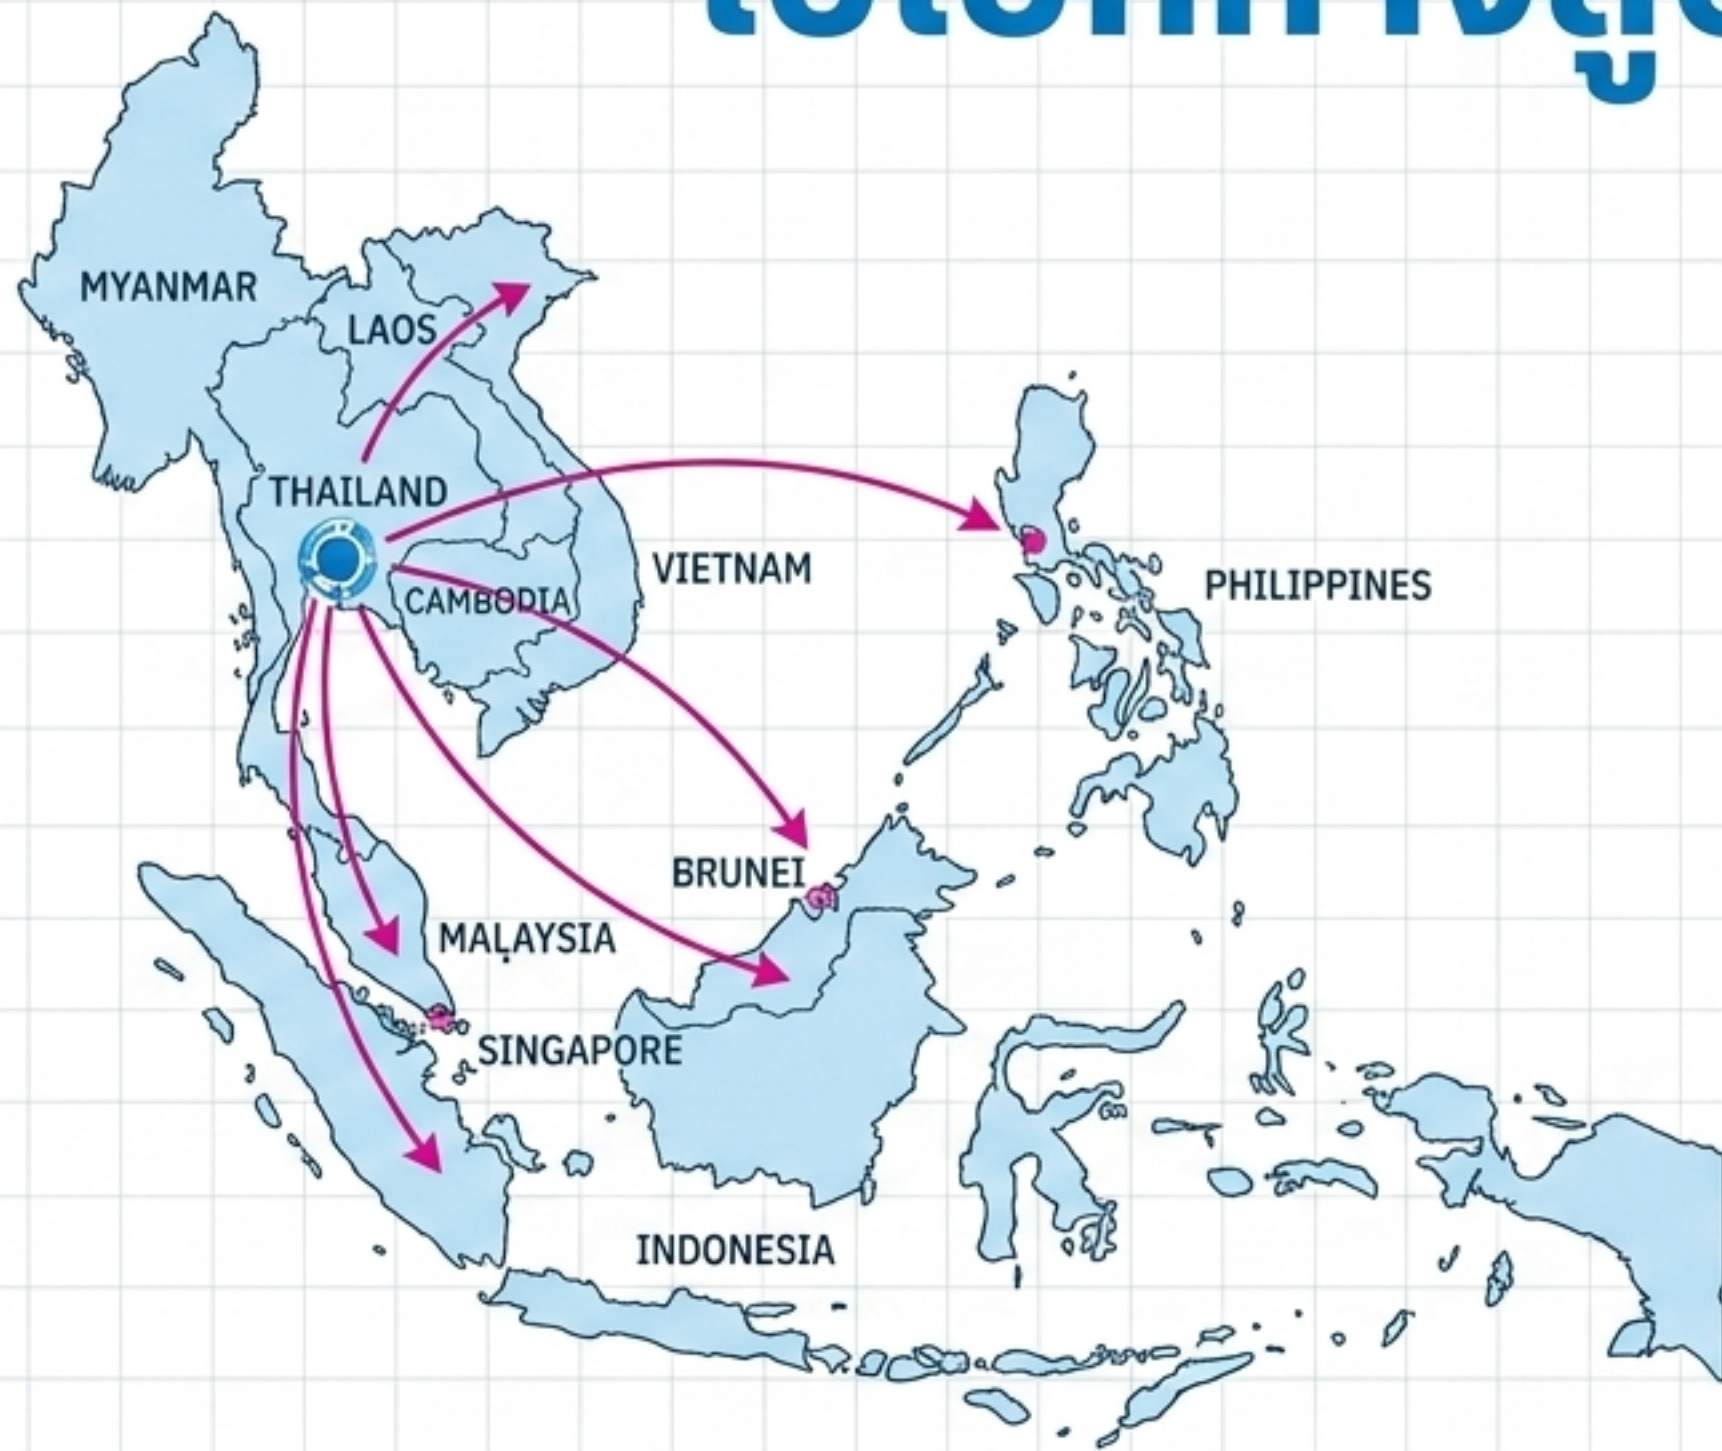 MYANMAR
LAOS
THAILAND
VIETNAM
CAMBODIA
PHILIPPINES
BRUNEI
MALAYSIA
SINGAPORE
INDONESIA